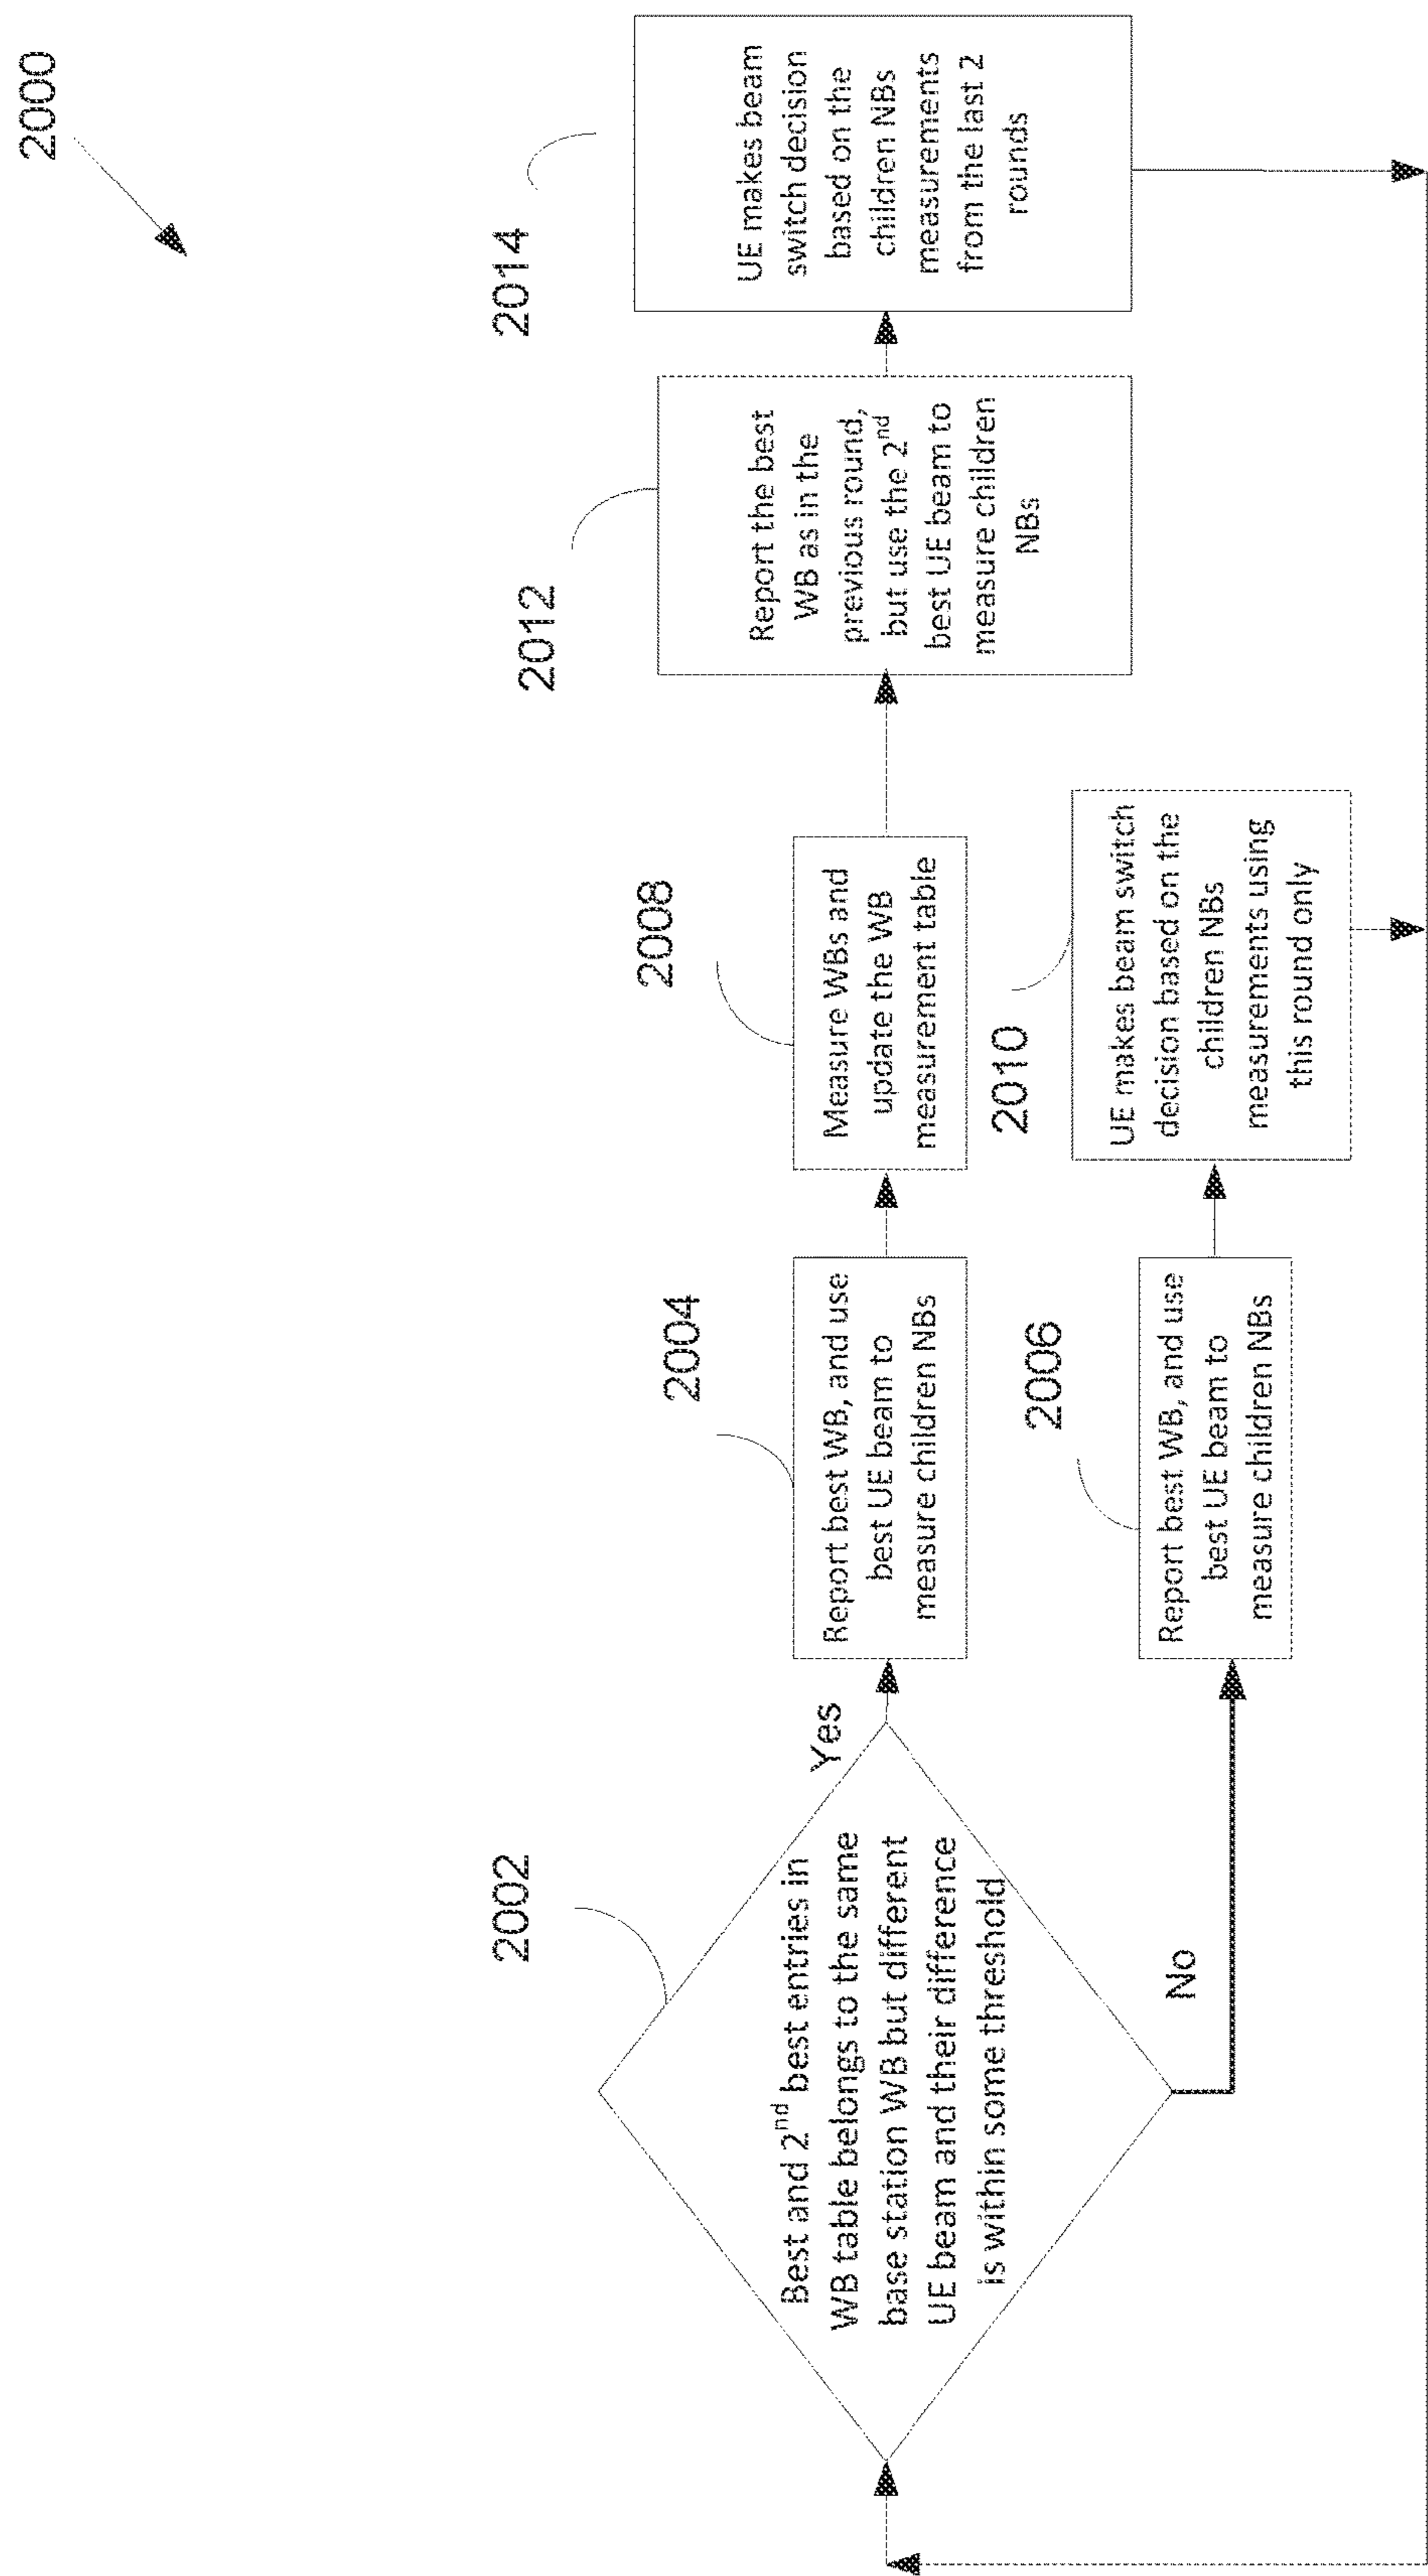 2000
2002
Best and 2nd best entries in
WB table belongs to the same
base station WB but different
UE beam and their difference
is within some threshold
Yes
No
2004
Report best WB, and use
best UE beam to
measure children NBs
2006
Report best WB, and use
best UE beam to
measure children NBs
2008
Measure WBs and
update the WB
measurement table
2010
UE makes beam switch
decision based on the
children NBs
measurements using
this round only
2012
Report the best
WB as in the
previous round,
but use the 2nd
best UE beam to
measure children
NBs
2014
UE makes beam
switch decision
based on the
children NBs
measurements
from the last 2
rounds